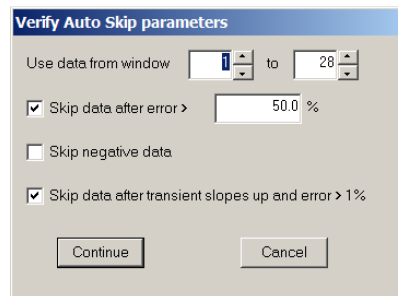 Verify Auto Skip parameters
Use data from window 1 to 28
Skip data after error > 50.0 %
Skip negative data
Skip data after transient slopes up and error > 1%
Continue Cancel